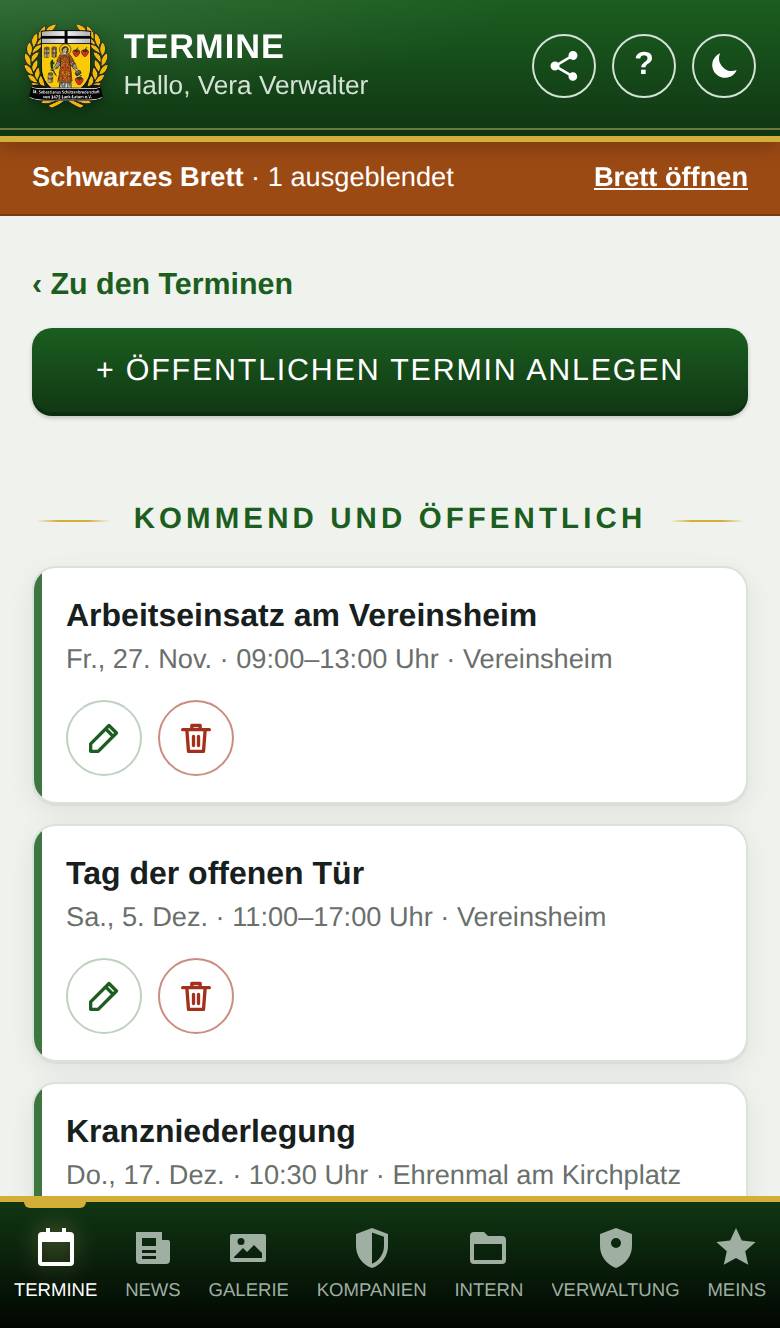 TERMINE
Hallo, Vera Verwalter
?
Schwarzes Brett · 1 ausgeblendet
Brett öffnen
‹ Zu den Terminen
+ ÖFFENTLICHEN TERMIN ANLEGEN
KOMMEND UND ÖFFENTLICH
Arbeitseinsatz am Vereinsheim
Fr., 27. Nov. · 09:00–13:00 Uhr · Vereinsheim
Tag der offenen Tür
Sa., 5. Dez. · 11:00–17:00 Uhr · Vereinsheim
Kranzniederlegung
Do., 17. Dez. · 10:30 Uhr · Ehrenmal am Kirchplatz
TERMINE
NEWS
GALERIE
KOMPANIEN
INTERN
VERWALTUNG
MEINS